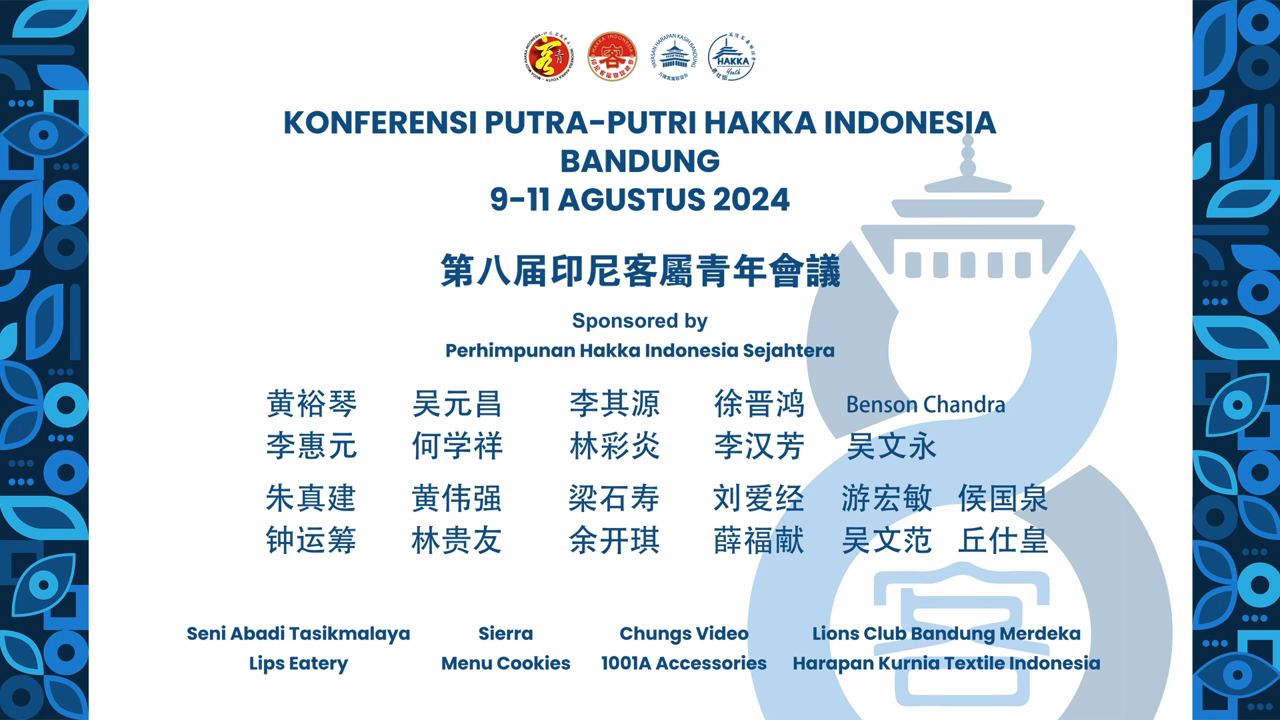 KONFERENSI PUTRA-PUTRI HAKKA INDONESIA
BANDUNG
9-11 AGUSTUS 2024
第八届印尼客屬青年會議
Sponsored by
Perhimpunan Hakka Indonesia Sejahtera
黄裕琴 吴元昌 李其源 徐晋鸿 Benson Chandra
李惠元 何学祥 林彩炎 李汉芳 吴文永
朱真建 黄伟强 梁石寿 刘爱经 游宏敏 侯国泉
钟运筹 林贵友 余开琪 薛福献 吴文范 丘仕皇
Seni Abadi Tasikmalaya Sierra Chungs Video Lions Club Bandung Merdeka
Lips Eatery Menu Cookies 1001A Accessories Harapan Kurnia Textile Indonesia